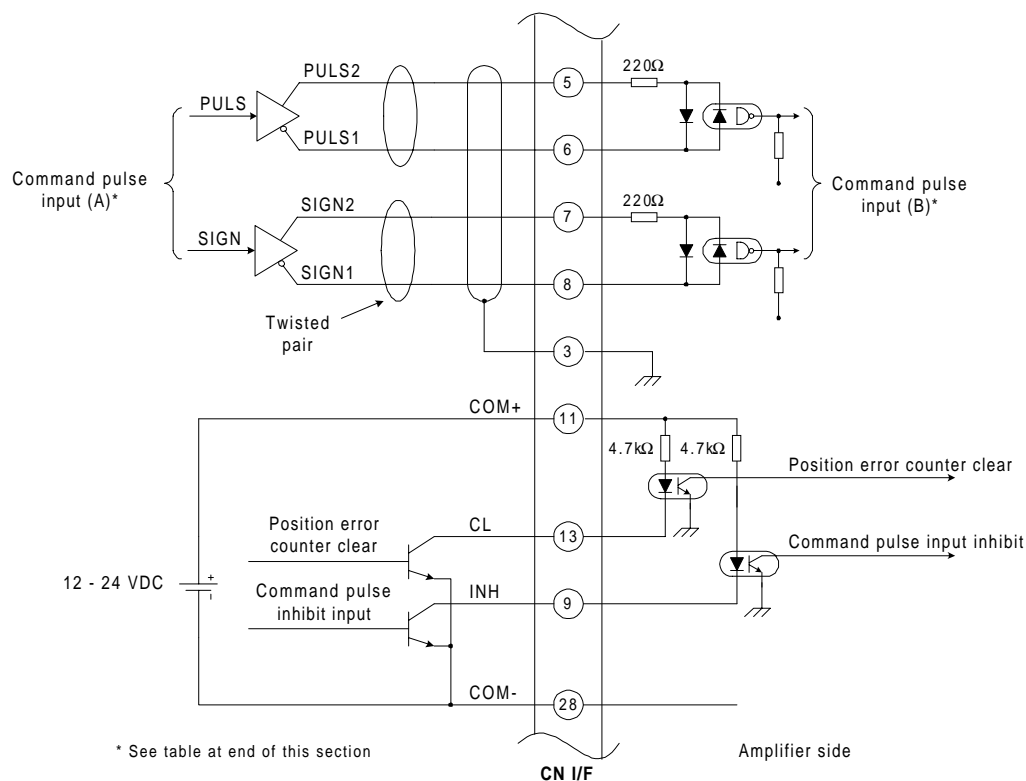 PULS2
5
220Ω
PULS
PULS1
6
Command pulse
input (A)*
Command pulse
input (B)*
SIGN2
7
220Ω
SIGN
SIGN1
8
Twisted
pair
3
COM+
11
4.7kΩ
4.7kΩ
Position error counter clear
CL
13
Position error
counter clear
Command pulse input inhibit
12 - 24 VDC
+
-
INH
9
Command pulse
inhibit input
COM-
28
* See table at end of this section
Amplifier side
CN I/F